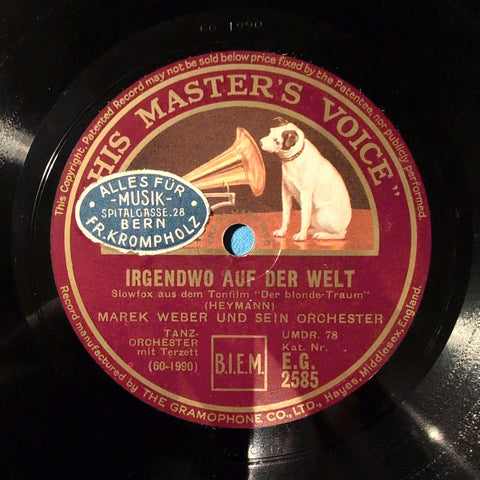 60 1990
This Copyright, Patented Record may not be sold below price fixed by the Patentees, nor publicly performed.
"HIS MASTER'S VOICE"
ALLES FÜR
-MUSIK-
SPITALGASSE.28
BERN
FR. KROMPHOLZ
IRGENDWO AUF DER WELT
Slowfox aus dem Tonfilm "Der blonde Traum"
(HEYMANN)
MAREK WEBER UND SEIN ORCHESTER
TANZ-
ORCHESTER
mit Terzett
(60-1990)
B.I.E.M.
UMDR. 78
Kat. Nr.
E.G.
2585
Record manufactured by THE GRAMOPHONE CO., LTD., Hayes, Middlesex, England.